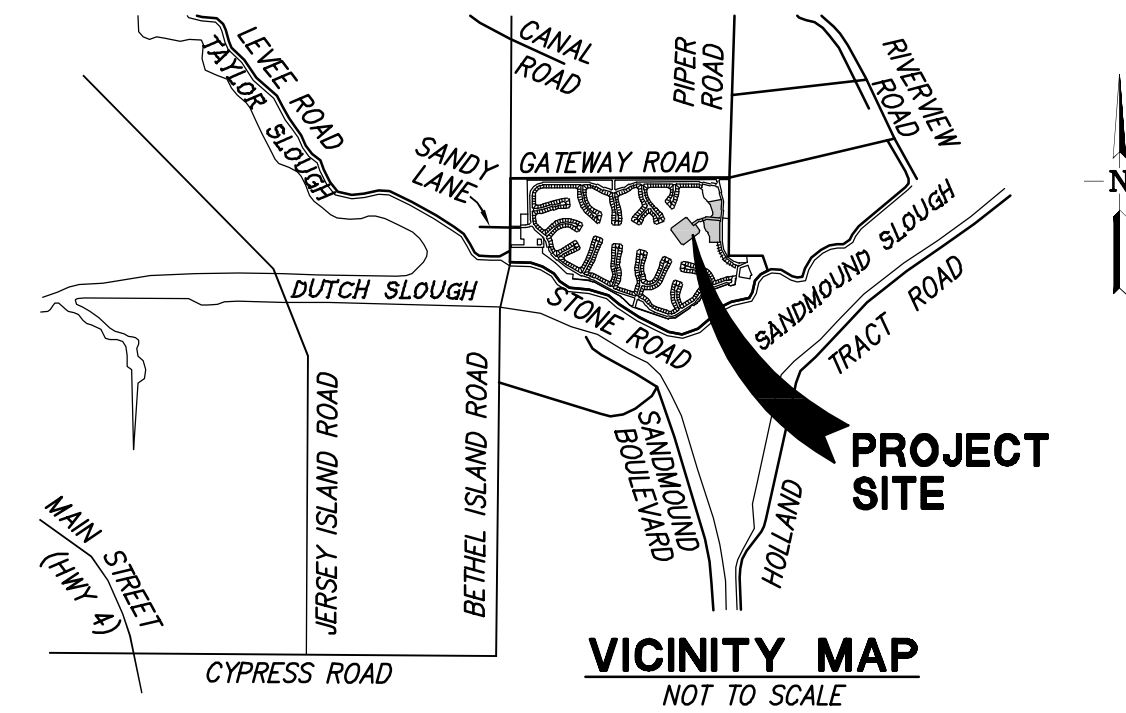 LEVEE ROAD
TAYLOR SLOUGH
CANAL
ROAD
PIPER
ROAD
RIVERVIEW
ROAD
SANDY
LANE
GATEWAY ROAD
N
DUTCH SLOUGH
STONE ROAD
SANDMOUND SLOUGH
TRACT ROAD
JERSEY ISLAND ROAD
BETHEL ISLAND ROAD
SANDMOUND
BOULEVARD
PROJECT
SITE
HOLLAND
MAIN STREET
(HWY 4)
CYPRESS ROAD
VICINITY MAP
NOT TO SCALE